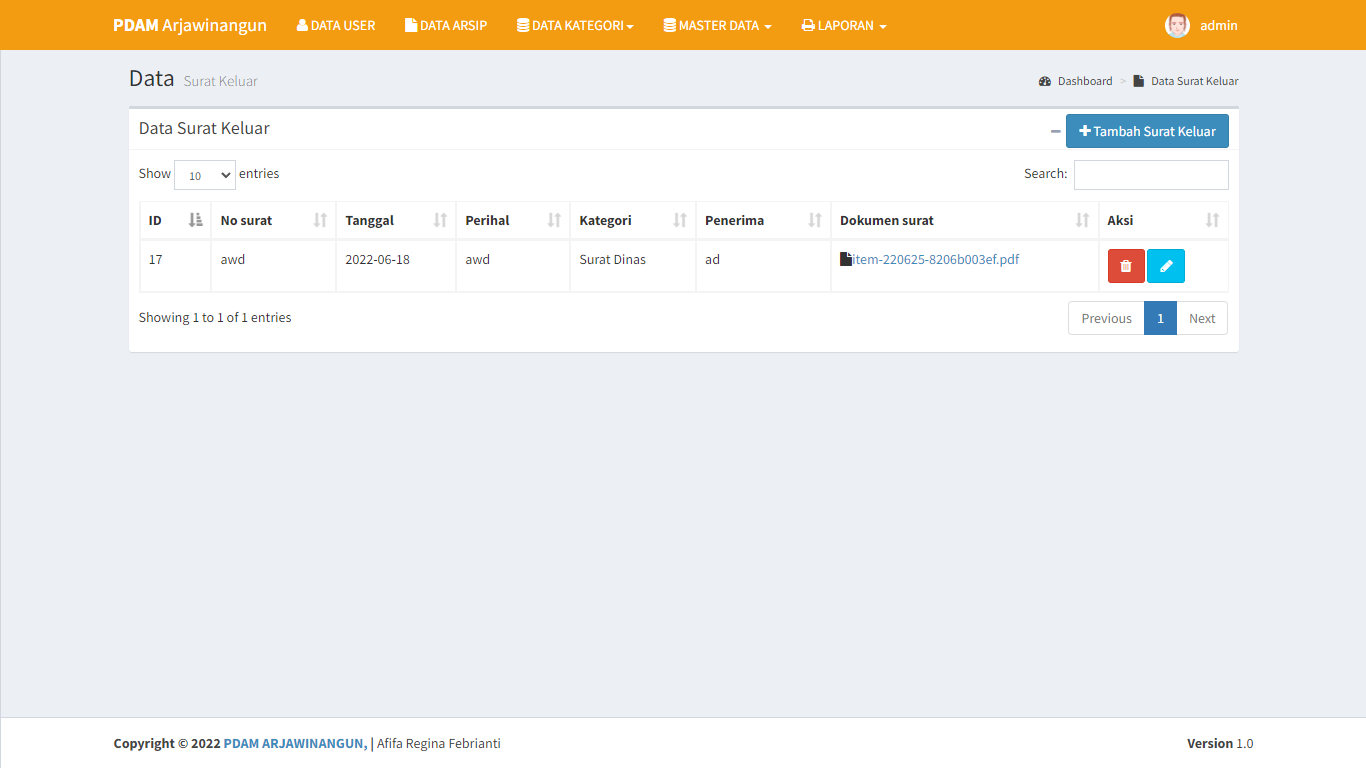 PDAM Arjawinangun DATA USER DATA ARSIP DATA KATEGORI MASTER DATA LAPORAN admin
Data Surat Keluar Dashboard > Data Surat Keluar
Data Surat Keluar Tambah Surat Keluar
Show 10 entries Search:
ID No surat Tanggal Perihal Kategori Penerima Dokumen surat Aksi
17 awd 2022-06-18 awd Surat Dinas ad item-220625-8206b003ef.pdf
Showing 1 to 1 of 1 entries Previous 1 Next
Copyright © 2022 PDAM ARJAWINANGUN, | Afifa Regina Febrianti Version 1.0